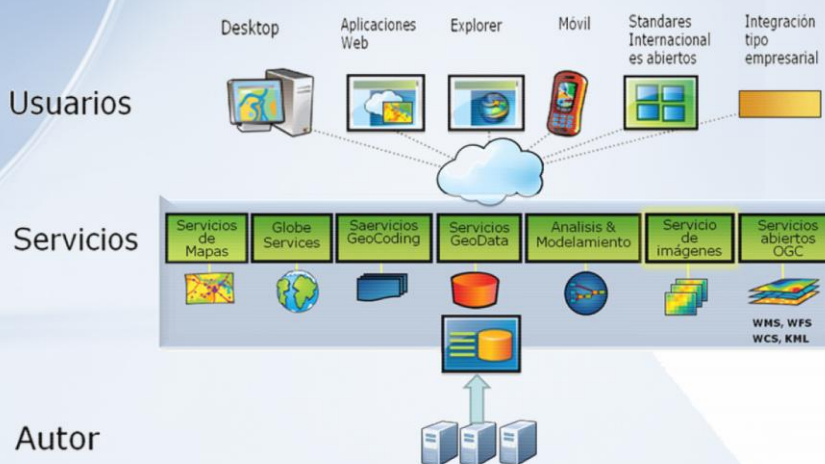 Desktop
Aplicaciones
Web
Explorer
Móvil
Standares
Internacional
es abiertos
Integración
tipo
empresarial
Usuarios
Servicios
Servicios
de
Mapas
Globe
Services
Saervicios
GeoCoding
Servicios
GeoData
Analisis &
Modelamiento
Servicio
de
imágenes
Servicios
abiertos
OGC
WMS, WFS
WCS, KML
Autor